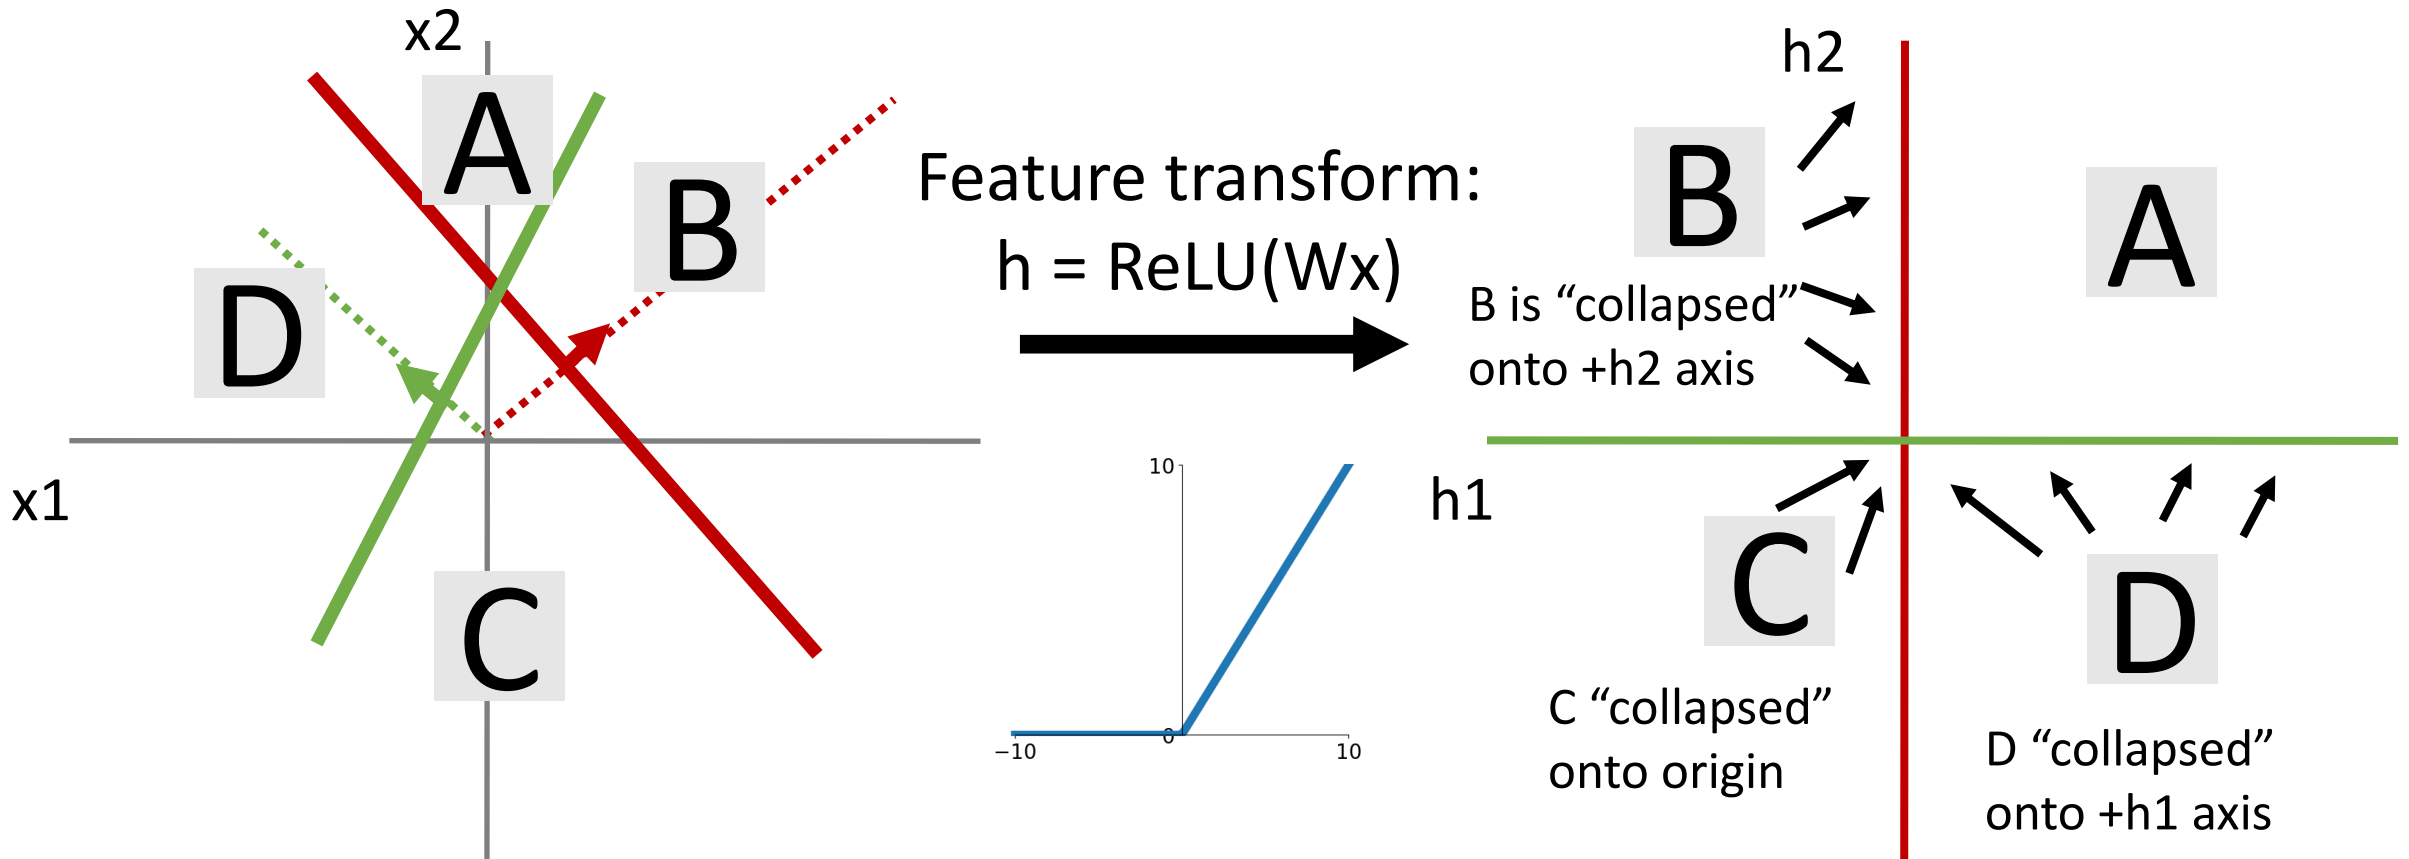 x2
A
B
D
x1
C
Feature transform:
h = ReLU(Wx)
10
0
−10
10
h2
B
A
B is “collapsed”
onto +h2 axis
h1
C
D
C “collapsed”
onto origin
D “collapsed”
onto +h1 axis